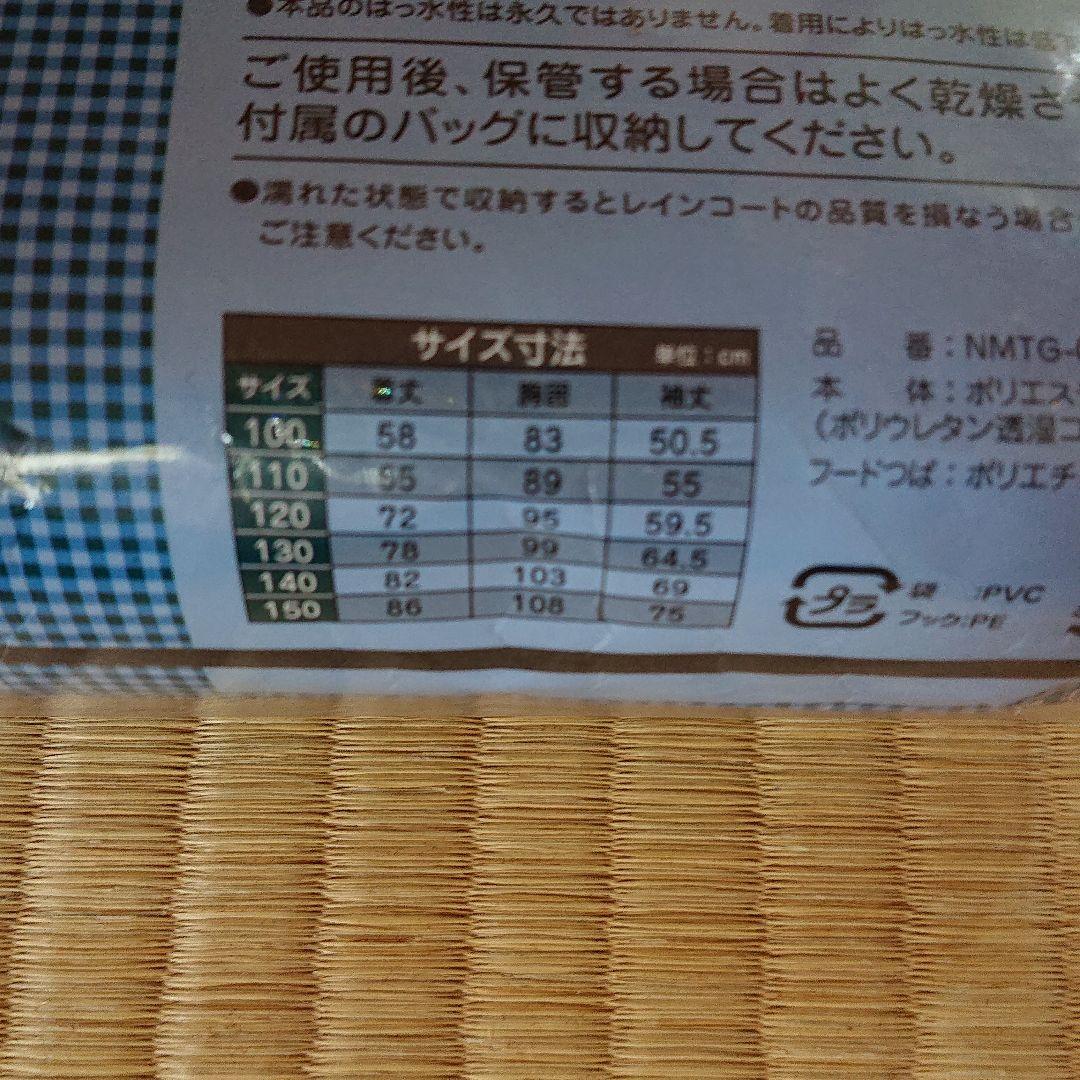 ●本品のはっ水性は永久ではありません。着用によりはっ水性は
ご使用後、保管する場合はよく乾燥さ
付属のバッグに収納してください。
●濡れた状態で収納するとレインコートの品質を損なう場合
ご注意ください。
サイズ寸法 単位：cm
サイズ 着丈 胸囲 袖丈
100 58 83 50.5
110 89 55
120 72 95 59.5
130 78 99 64.5
140 82 103 69
150 86 108 75
品 番：NMTG-
本 体：ポリエス
（ポリウレタン透湿コ
フードつば：ポリエチ
プラ
袋 :PVC
フック:PE